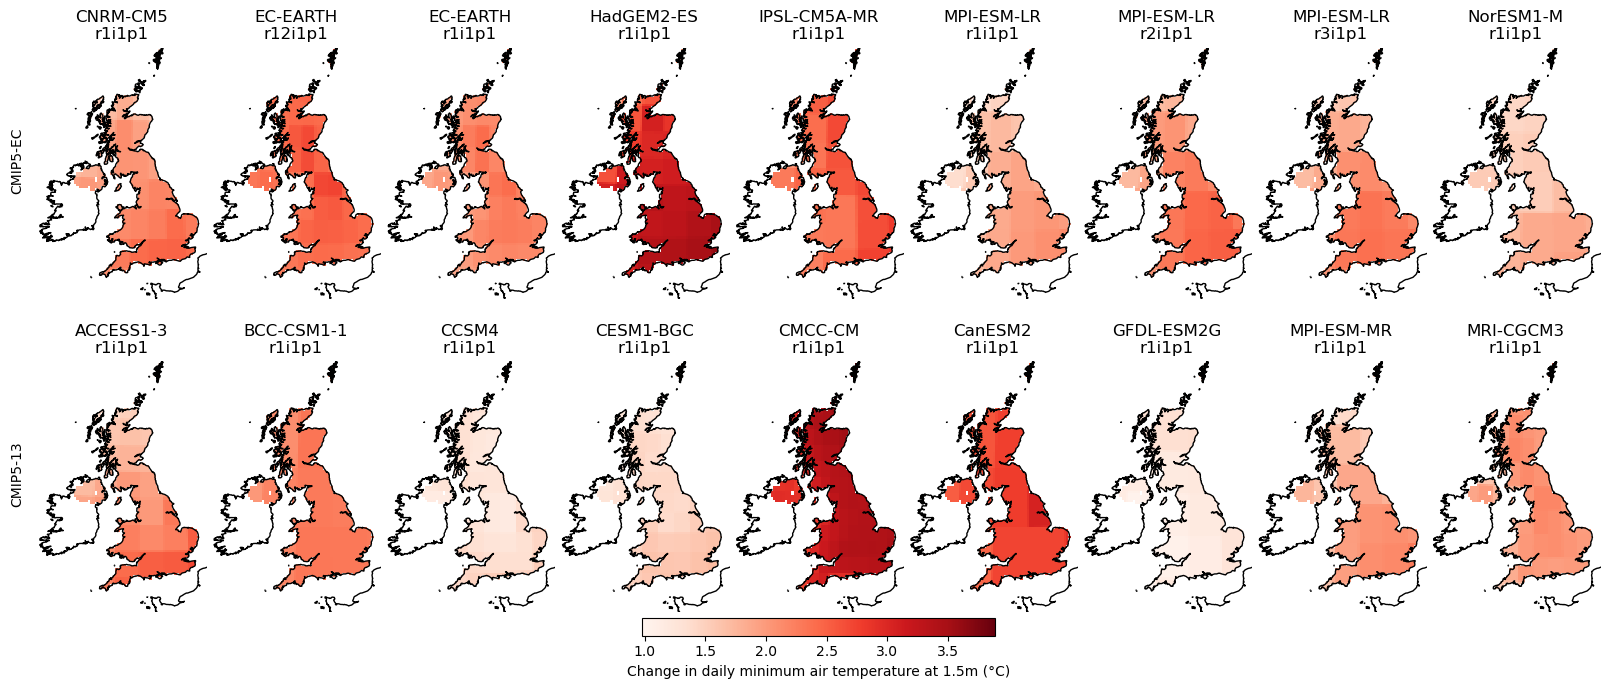 CNRM-CM5 EC-EARTH EC-EARTH HadGEM2-ES IPSL-CM5A-MR MPI-ESM-LR MPI-ESM-LR MPI-ESM-LR NorESM1-M
r1i1p1 r12i1p1 r1i1p1 r1i1p1 r1i1p1 r1i1p1 r2i1p1 r3i1p1 r1i1p1
CMIP5-EC
ACCESS1-3 BCC-CSM1-1 CCSM4 CESM1-BGC CMCC-CM CanESM2 GFDL-ESM2G MPI-ESM-MR MRI-CGCM3
r1i1p1 r1i1p1 r1i1p1 r1i1p1 r1i1p1 r1i1p1 r1i1p1 r1i1p1 r1i1p1
CMIP5-13
1.0 1.5 2.0 2.5 3.0 3.5
Change in daily minimum air temperature at 1.5m (°C)